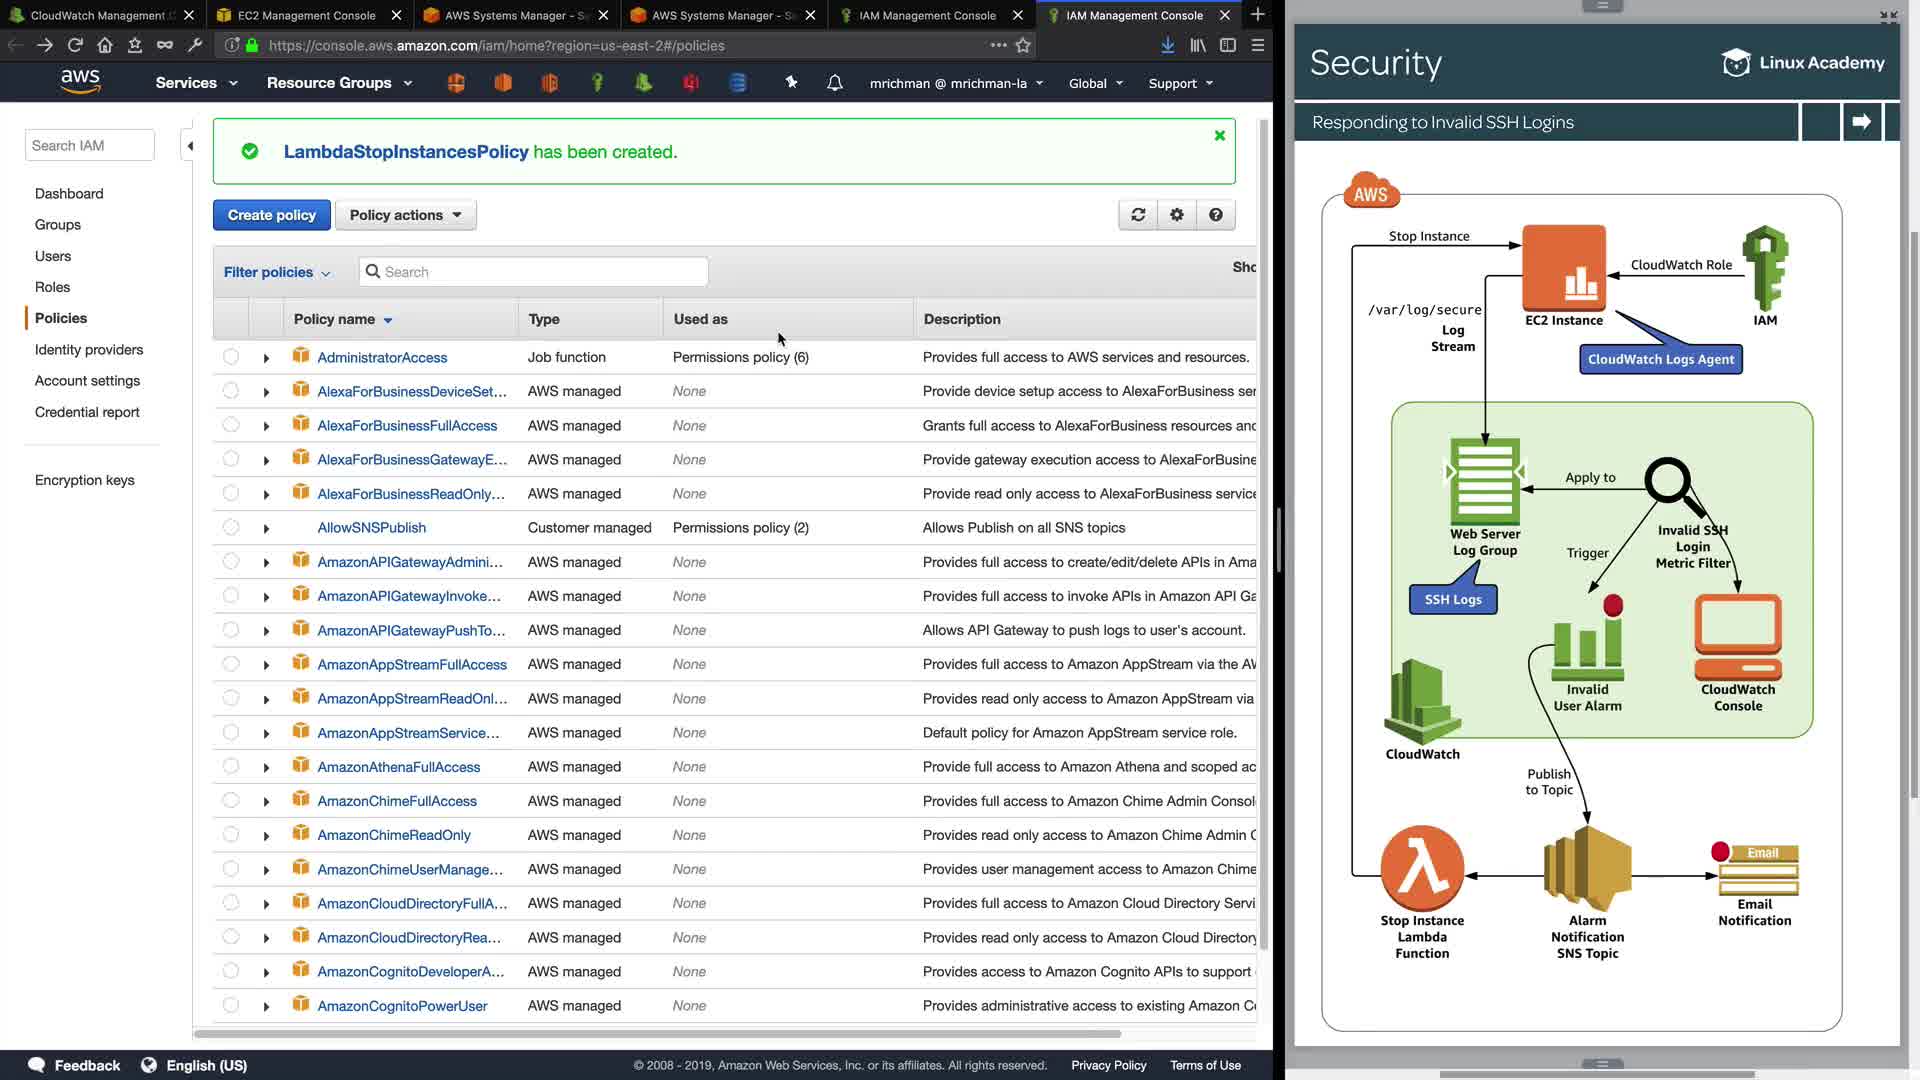 CloudWatch Management
EC2 Management Console
AWS Systems Manager - S
AWS Systems Manager - S
IAM Management Console
IAM Management Console
https://console.aws.amazon.com/iam/home?region=us-east-2#/policies
aws
Services
Resource Groups
mrichman @ mrichman-la
Global
Support
Search IAM
Dashboard
Groups
Users
Roles
Policies
Identity providers
Account settings
Credential report
Encryption keys
LambdaStopInstancesPolicy has been created.
Create policy
Policy actions
Filter policies
Search
Sho
Policy name Type Used as Description
AdministratorAccess Job function Permissions policy (6) Provides full access to AWS services and resources.
AlexaForBusinessDeviceSet... AWS managed None Provide device setup access to AlexaForBusiness ser
AlexaForBusinessFullAccess AWS managed None Grants full access to AlexaForBusiness resources and
AlexaForBusinessGatewayE... AWS managed None Provide gateway execution access to AlexaForBusine
AlexaForBusinessReadOnly... AWS managed None Provide read only access to AlexaForBusiness service
AllowSNSPublish Customer managed Permissions policy (2) Allows Publish on all SNS topics
AmazonAPIGatewayAdmini... AWS managed None Provides full access to create/edit/delete APIs in Ama
AmazonAPIGatewayInvoke... AWS managed None Provides full access to invoke APIs in Amazon API Ga
AmazonAPIGatewayPushTo... AWS managed None Allows API Gateway to push logs to user's account.
AmazonAppStreamFullAccess AWS managed None Provides full access to Amazon AppStream via the AW
AmazonAppStreamReadOnl... AWS managed None Provides read only access to Amazon AppStream via
AmazonAppStreamService... AWS managed None Default policy for Amazon AppStream service role.
AmazonAthenaFullAccess AWS managed None Provide full access to Amazon Athena and scoped ac
AmazonChimeFullAccess AWS managed None Provides full access to Amazon Chime Admin Consol
AmazonChimeReadOnly AWS managed None Provides read only access to Amazon Chime Admin C
AmazonChimeUserManage... AWS managed None Provides user management access to Amazon Chime
AmazonCloudDirectoryFullA... AWS managed None Provides full access to Amazon Cloud Directory Servi
AmazonCloudDirectoryRea... AWS managed None Provides read only access to Amazon Cloud Directory
AmazonCognitoDeveloperA... AWS managed None Provides access to Amazon Cognito APIs to support
AmazonCognitoPowerUser AWS managed None Provides administrative access to existing Amazon C
Feedback
English (US)
© 2008 - 2019, Amazon Web Services, Inc. or its affiliates. All rights reserved.
Privacy Policy
Terms of Use
Security
Linux Academy
Responding to Invalid SSH Logins
AWS
Stop Instance
CloudWatch Role
/var/log/secure
Log
Stream
EC2 Instance
IAM
CloudWatch Logs Agent
Apply to
Web Server
Log Group
Invalid SSH
Login
Metric Filter
Trigger
SSH Logs
Invalid
User Alarm
CloudWatch
Console
CloudWatch
Publish
to Topic
Email
Stop Instance
Lambda
Function
Alarm
Notification
SNS Topic
Email
Notification